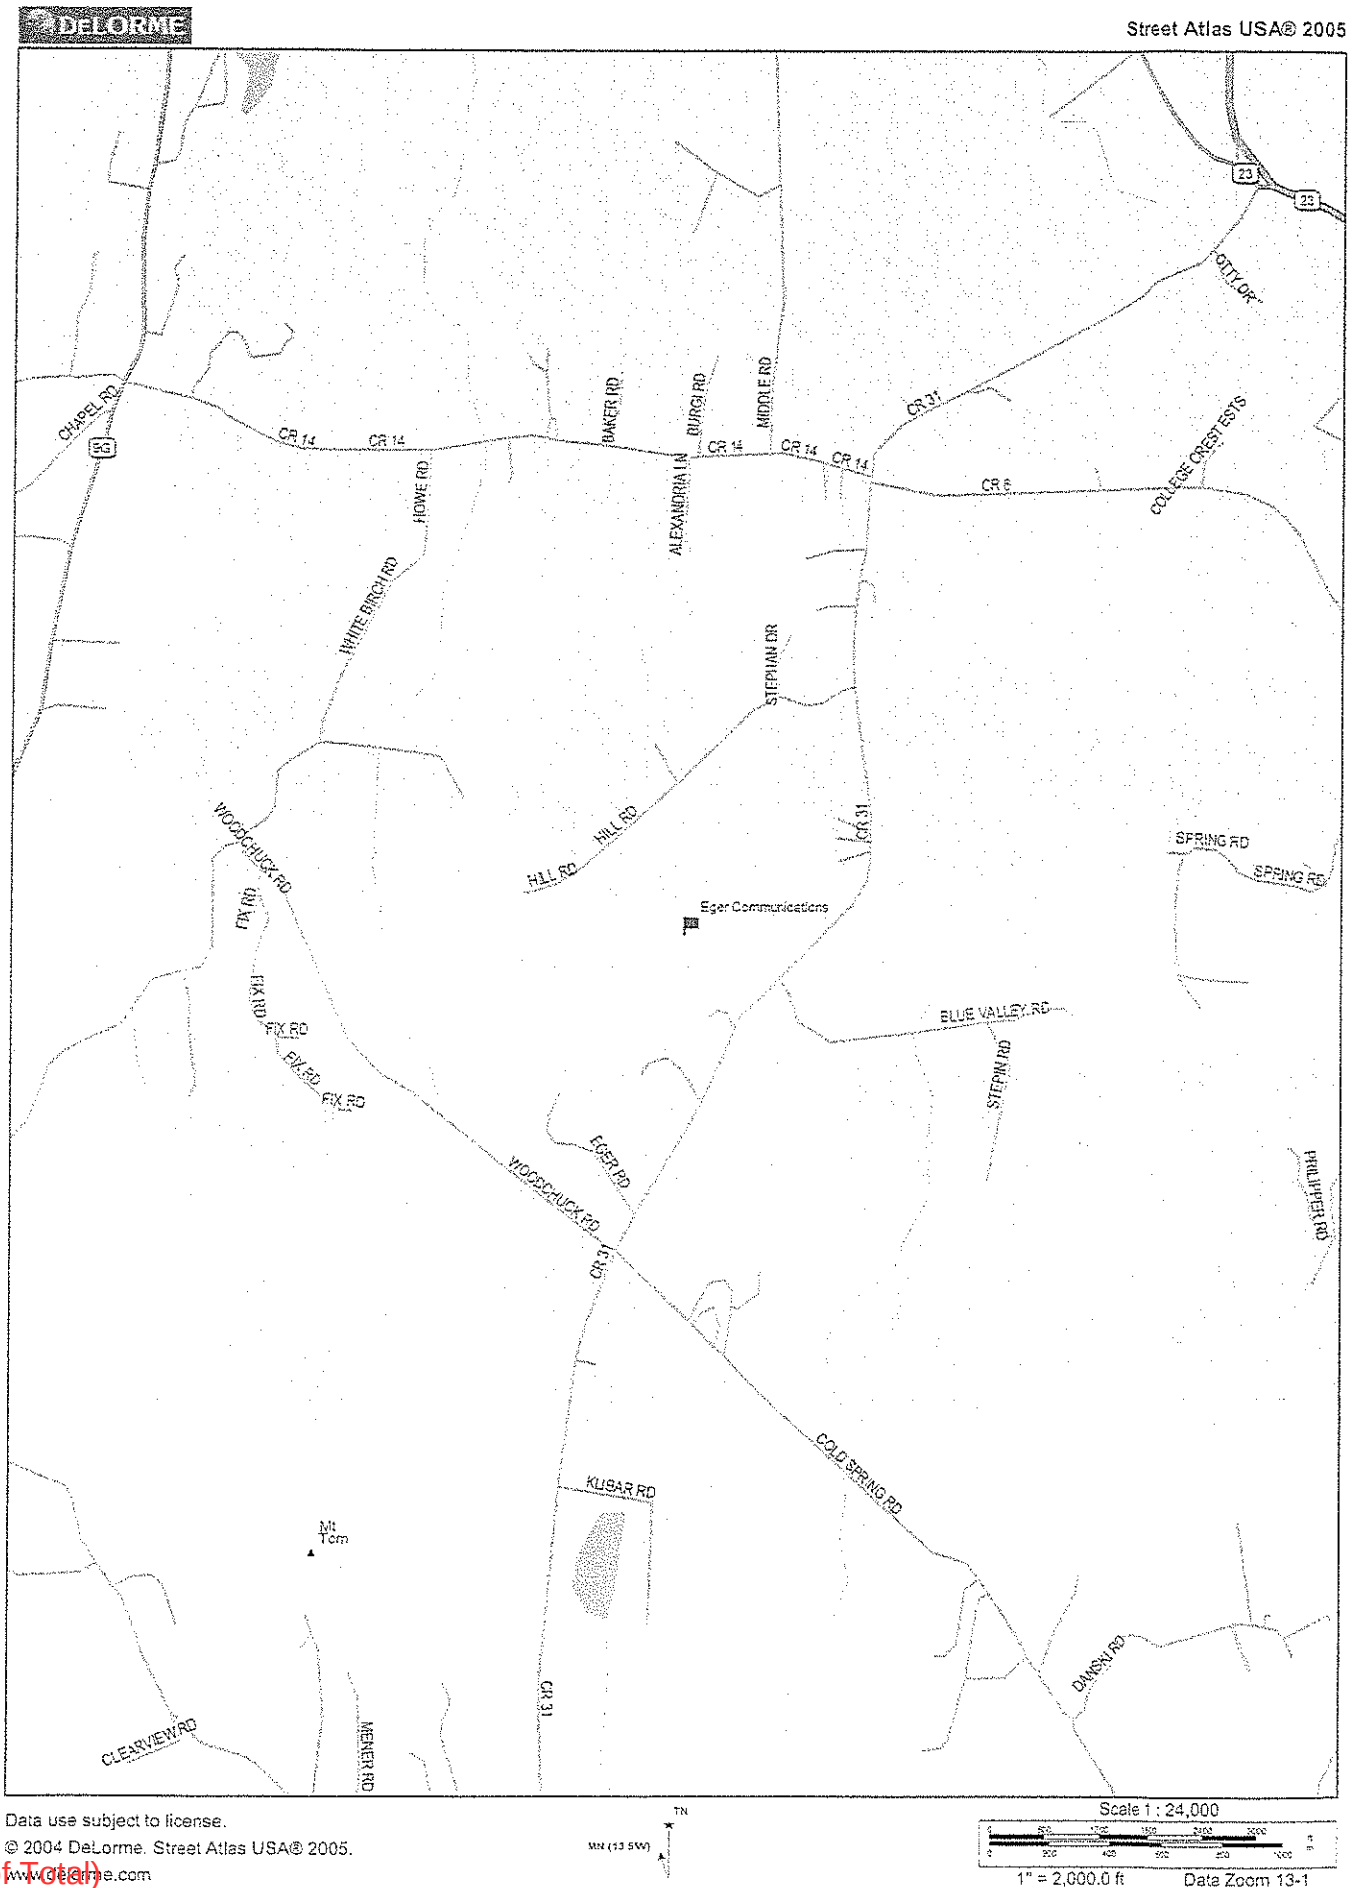 DELORME
Street Atlas USA® 2005
23
23
OTTY DR
CHAPEL RD
9G
CR 14
CR 14
HOWE RD
BAKER RD
BURGI RD
MIDDLE RD
ALEXANDRIA LN
CR 14
CR 14
CR 14
CR 31
CR 6
COLLEGE CREST ESTS
WHITE BIRCH RD
STEPHAN DR
WOODCHUCK RD
HILL RD
HILL RD
CR 31
SPRING RD
SPRING RD
FIX RD
Eger Communications
FIX RD
FIX RD
FIX RD
FIX RD
BLUE VALLEY RD
STEPIN RD
EGER RD
WOODCHUCK RD
PHILIPPER RD
CR 31
COLD SPRING RD
KLISAR RD
Mt
Tom
CR 31
DANSKI RD
CLEARVIEW RD
MENER RD
Data use subject to license.
© 2004 DeLorme. Street Atlas USA® 2005.
www.delorme.com
f Total)
TN
MN (13.5°W)
Scale 1 : 24,000
1" = 2,000.0 ft
Data Zoom 13-1